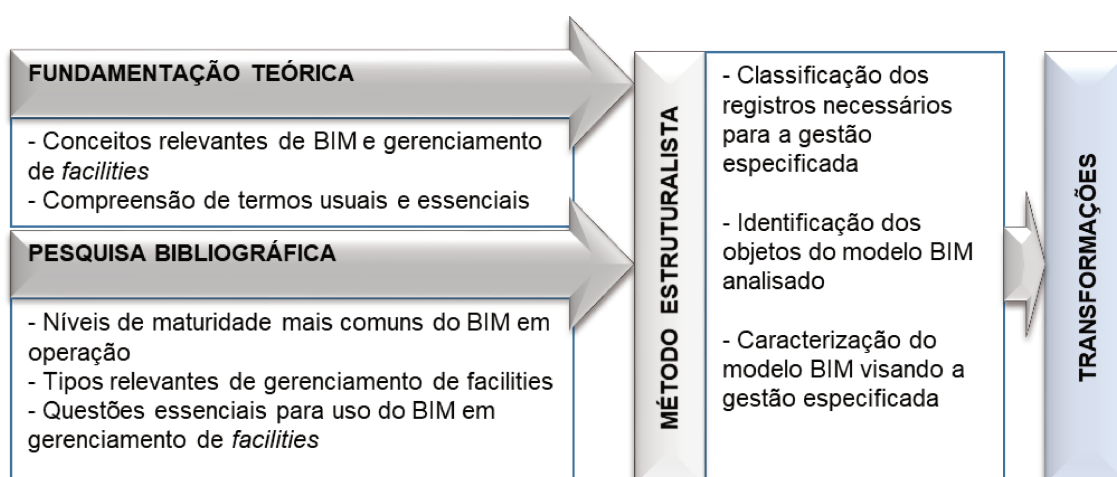 FUNDAMENTAÇÃO TEÓRICA
- Conceitos relevantes de BIM e gerenciamento
de facilities
- Compreensão de termos usuais e essenciais
PESQUISA BIBLIOGRÁFICA
- Níveis de maturidade mais comuns do BIM em
operação
- Tipos relevantes de gerenciamento de facilities
- Questões essenciais para uso do BIM em
gerenciamento de facilities
MÉTODO ESTRUTURALISTA
- Classificação dos
registros necessários
para a gestão
especificada
- Identificação dos
objetos do modelo BIM
analisado
- Caracterização do
modelo BIM visando a
gestão especificada
TRANSFORMAÇÕES